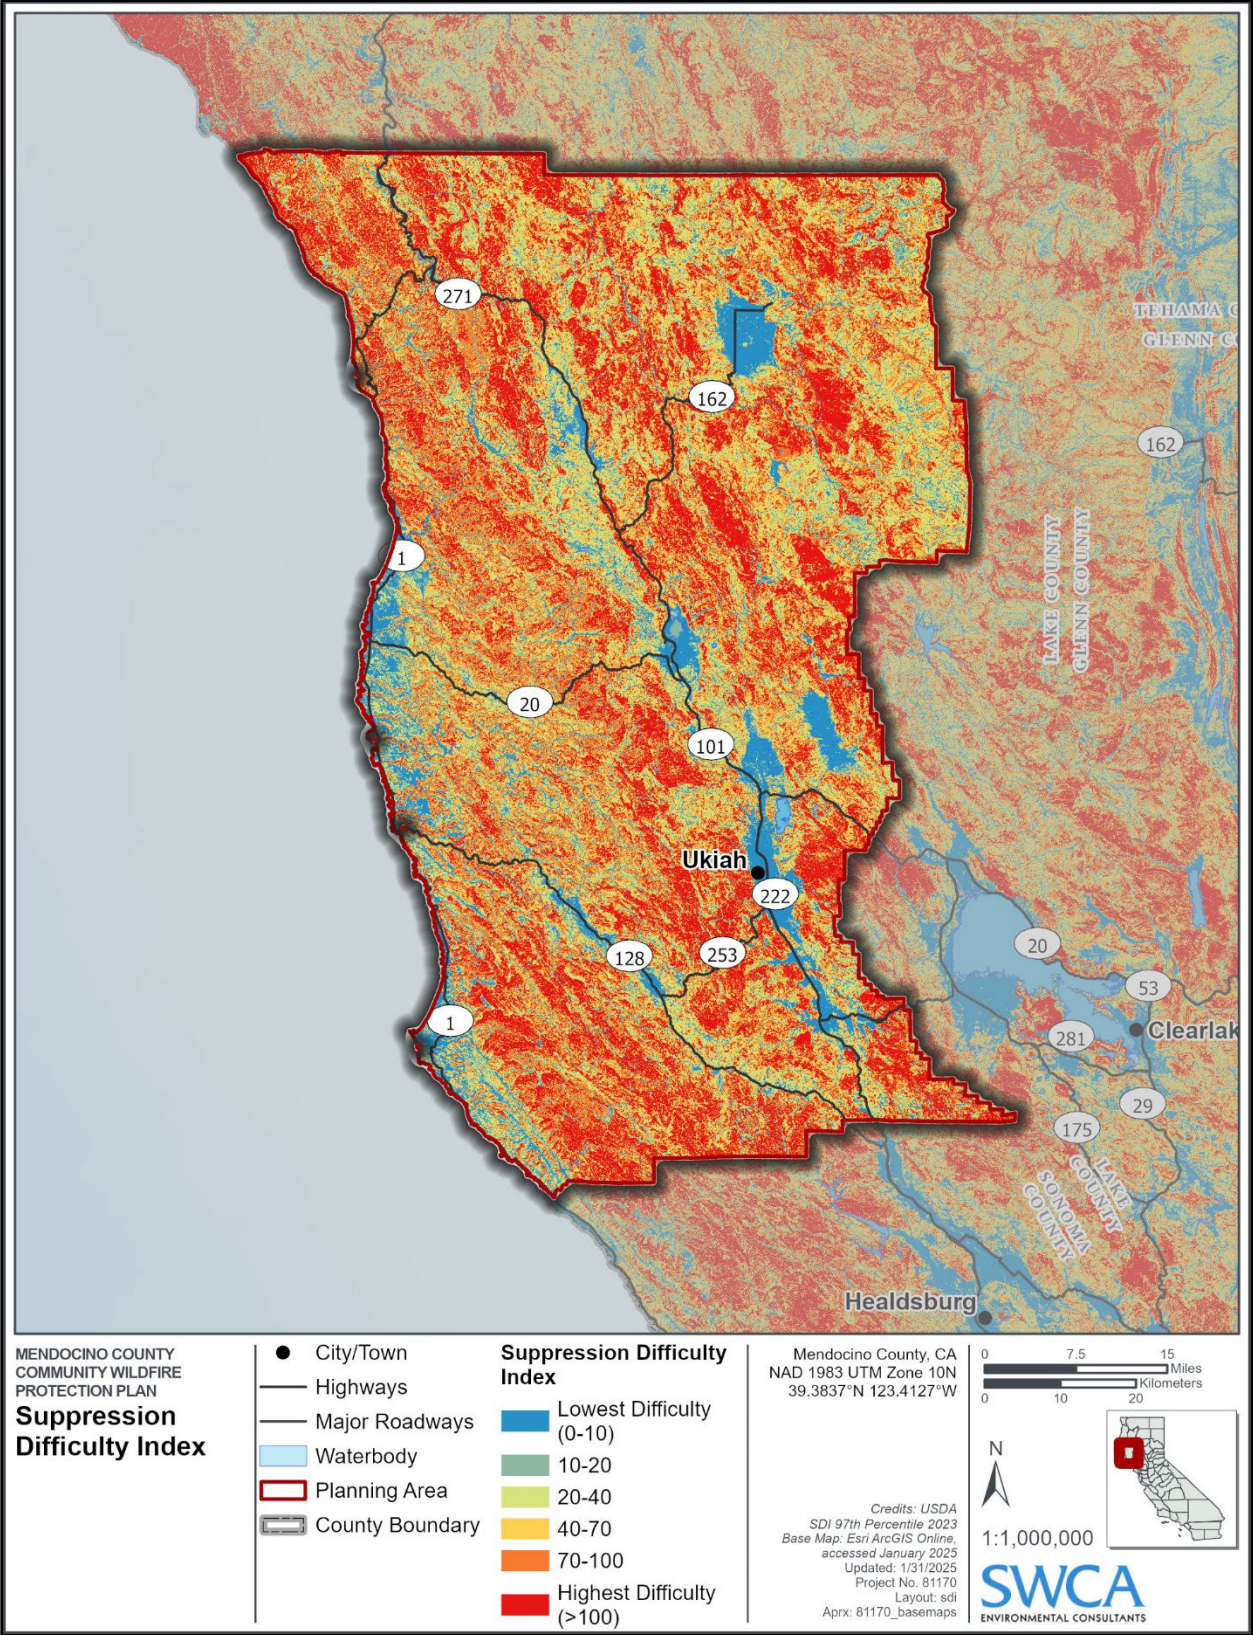 271
162
TEHAMA C
GLENN C
162
1
LAKE COUNTY
GLENN COUNTY
20
101
Ukiah
222
128
253
20
53
1
281
Clearlak
29
175
LAKE
COUNTY
SONOMA
COUNTY
Healdsburg
MENDOCINO COUNTY
COMMUNITY WILDFIRE
PROTECTION PLAN
Suppression
Difficulty Index
City/Town
Highways
Major Roadways
Waterbody
Planning Area
County Boundary
Suppression Difficulty
Index
Lowest Difficulty
(0-10)
10-20
20-40
40-70
70-100
Highest Difficulty
(>100)
Mendocino County, CA
NAD 1983 UTM Zone 10N
39.3837°N 123.4127°W
Credits: USDA
SDI 97th Percentile 2023
Base Map: Esri ArcGIS Online,
accessed January 2025
Updated: 1/31/2025
Project No. 81170
Layout: sdi
Aprx: 81170_basemaps
0 7.5 15
Miles
Kilometers
0 10 20
N
1:1,000,000
SWCA
ENVIRONMENTAL CONSULTANTS